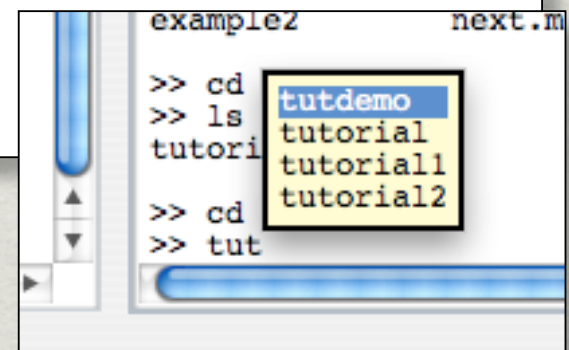 example2 next.m
>> cd
>> ls
tutori
>> cd
>> tut
tutdemo
tutorial
tutorial1
tutorial2